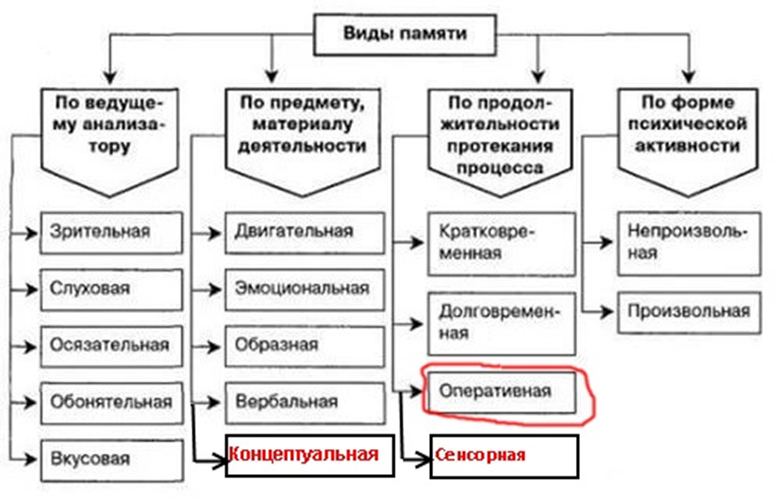 Виды памяти
По ведуще-
му анализа-
тору
Зрительная
Слуховая
Осязательная
Обонятельная
Вкусовая
По предмету,
материалу
деятельности
Двигательная
Эмоциональная
Образная
Вербальная
Концептуальная
По продол-
жительности
протекания
процесса
Кратковре-
менная
Долговремен-
ная
Оперативная
Сенсорная
По форме
психической
активности
Непроизволь-
ная
Произвольная